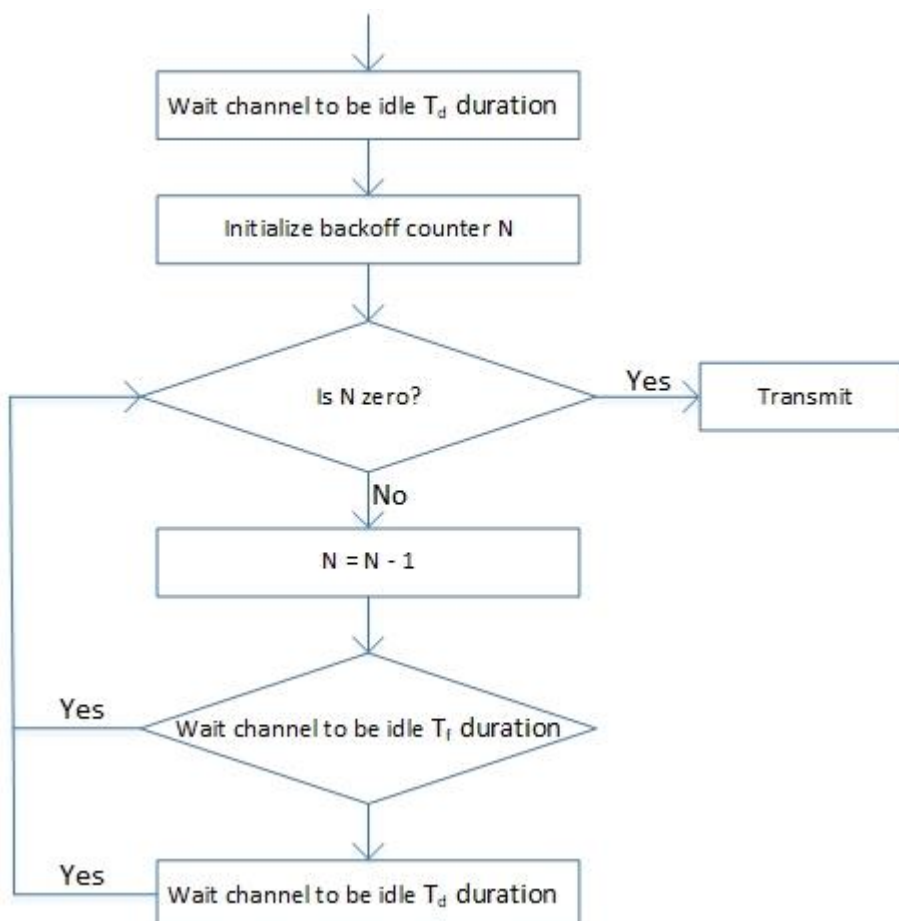 Wait channel to be idle Td duration
Initialize backoff counter N
Is N zero?
Yes
Transmit
No
N = N - 1
Yes
Wait channel to be idle Tf duration
Yes
Wait channel to be idle Td duration